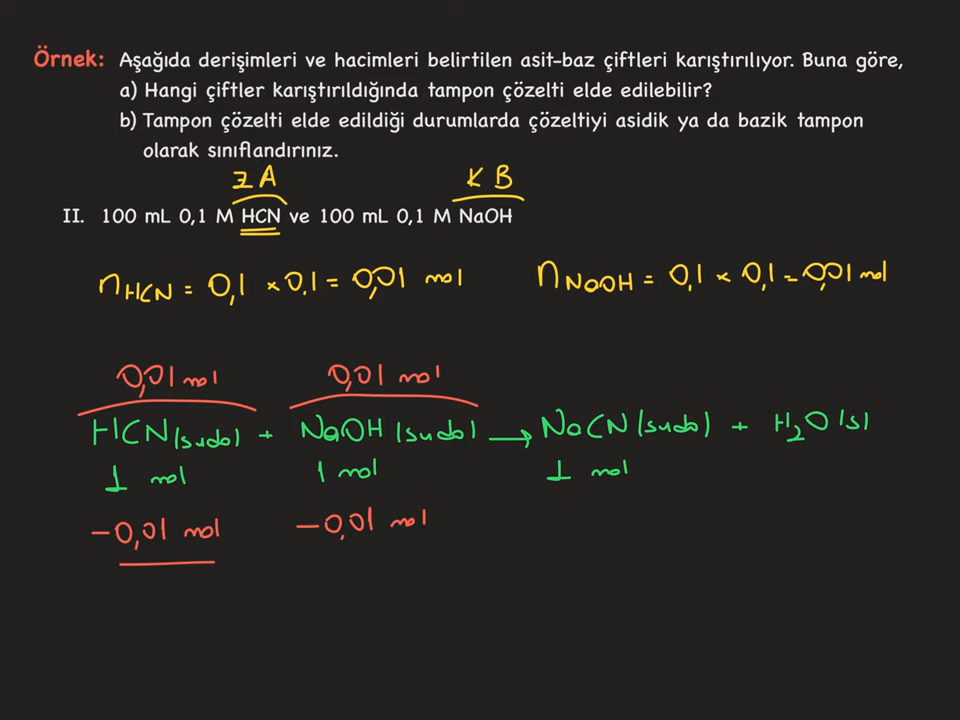 Örnek: Aşağıda derişimleri ve hacimleri belirtilen asit-baz çiftleri karıştırılıyor. Buna göre,
a) Hangi çiftler karıştırıldığında tampon çözelti elde edilebilir?
b) Tampon çözelti elde edildiği durumlarda çözeltiyi asidik ya da bazik tampon
olarak sınıflandırınız.
ZA KB
II. 100 mL 0,1 M HCN ve 100 mL 0,1 M NaOH
nHCN = 0,1 x 0,1 = 0,01 mol nNaOH = 0,1 x 0,1 = 0,01 mol
0,01 mol 0,01 mol
HCN(suda) + NaOH(suda) → NaCN(suda) + H₂O(s)
1 mol 1 mol 1 mol
-0,01 mol -0,01 mol